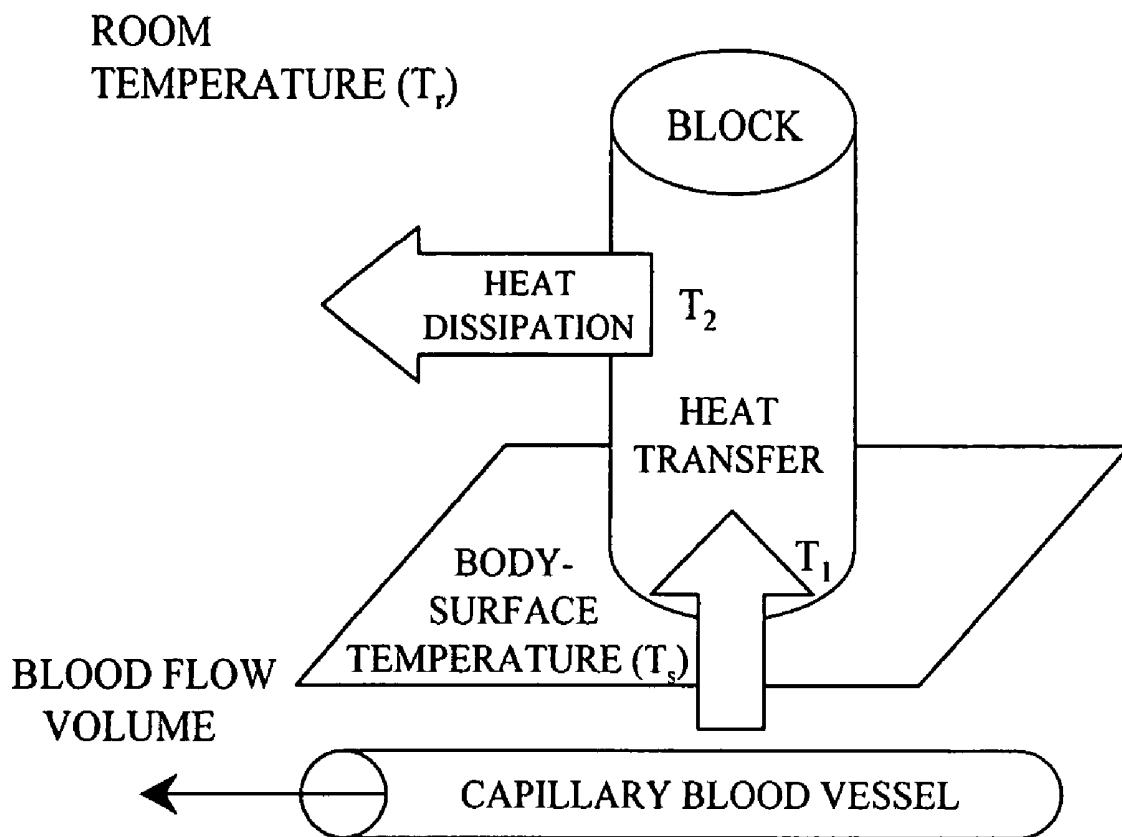 ROOM
TEMPERATURE (Tr)
BLOCK
HEAT
DISSIPATION
T2
HEAT
TRANSFER
T1
BODY-
SURFACE
TEMPERATURE (Ts)
BLOOD FLOW
VOLUME
CAPILLARY BLOOD VESSEL